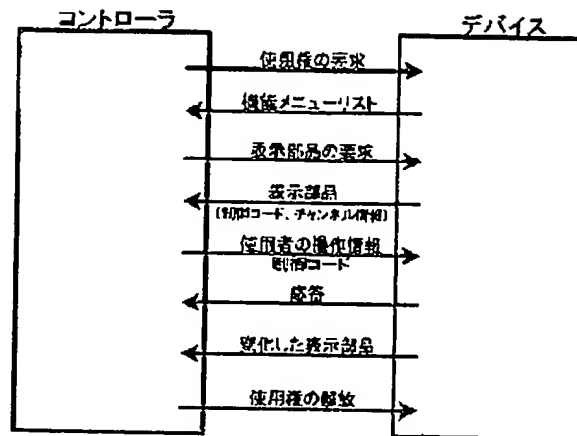 コントローラ
デバイス
使用権の要求
機能メニューリスト
表示部品の要求
表示部品
(制御コード、チャンネル情報)
使用者の操作情報
制御コード
応答
変化した表示部品
使用権の解放